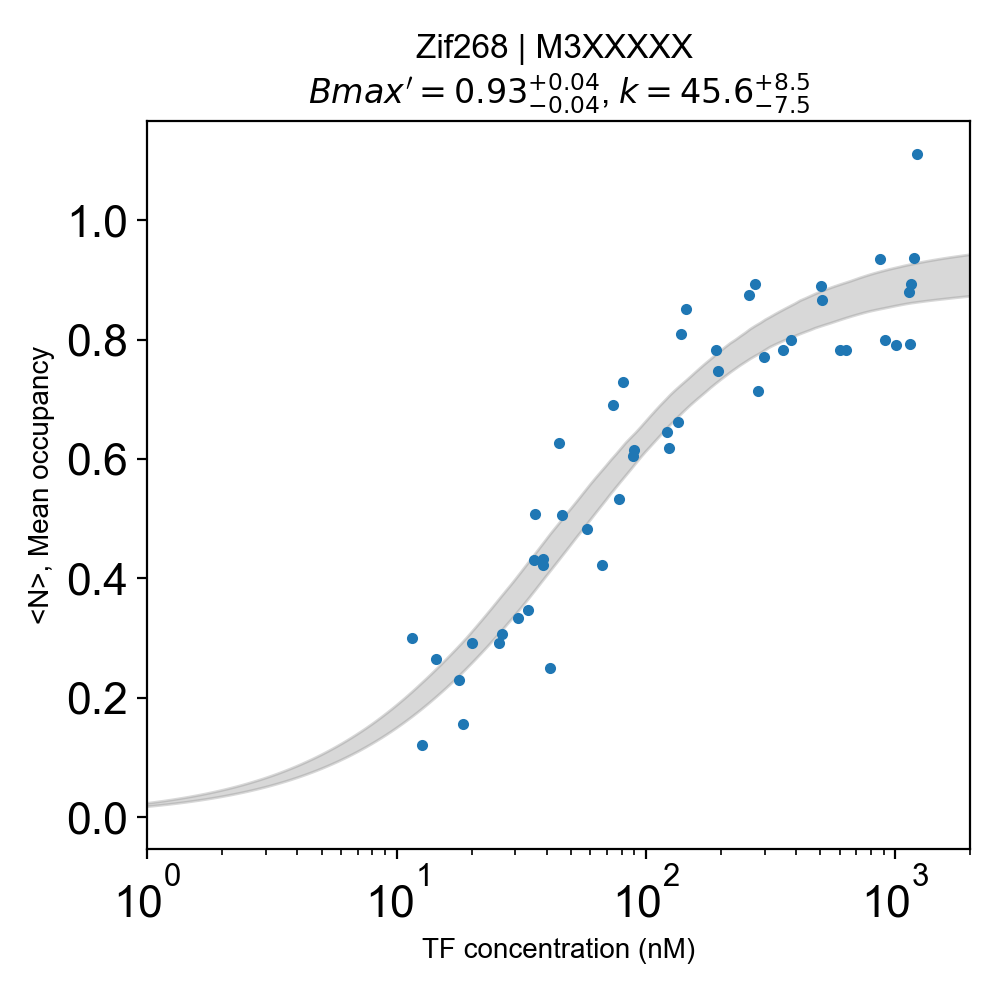 Zif268 | M3XXXXX
Bmax′ = 0.93+0.04 −0.04, k = 45.6+8.5 −7.5
1.0
0.8
0.6
0.4
0.2
0.0
<N>, Mean occupancy
10^0 10^1 10^2 10^3
TF concentration (nM)